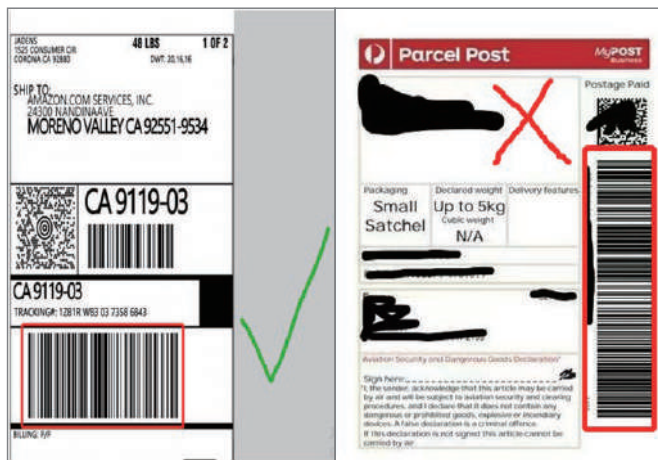 JADENS
1525 CONSUMER CIR
CORONA CA 92880
48 LBS
1 OF 2
DWT: 20,16,16
SHIP TO:
AMAZON.COM SERVICES, INC.
24300 NANDINAAVE
MORENO VALLEY CA 92551-9534
CA 9119-03
CA 9119-03
TRACKING#: 1ZB1R W83 03 7358 6843
BILLING: P/P
Parcel Post
MyPOST
Business
Postage Paid
Packaging
Small
Satchel
Declared weight
Up to 5kg
Cubic weight
N/A
Delivery features
Aviation Security and Dangerous Goods Declaration*
Sign here:
"I, the sender, acknowledge that this article may be carried
by air and will be subject to aviation security and clearing
procedures, and I declare that it does not contain any
dangerous or prohibited goods, explosive or incendiary
devices. A false declaration is a criminal offence.
If this declaration is not signed this article cannot be
carried by air.